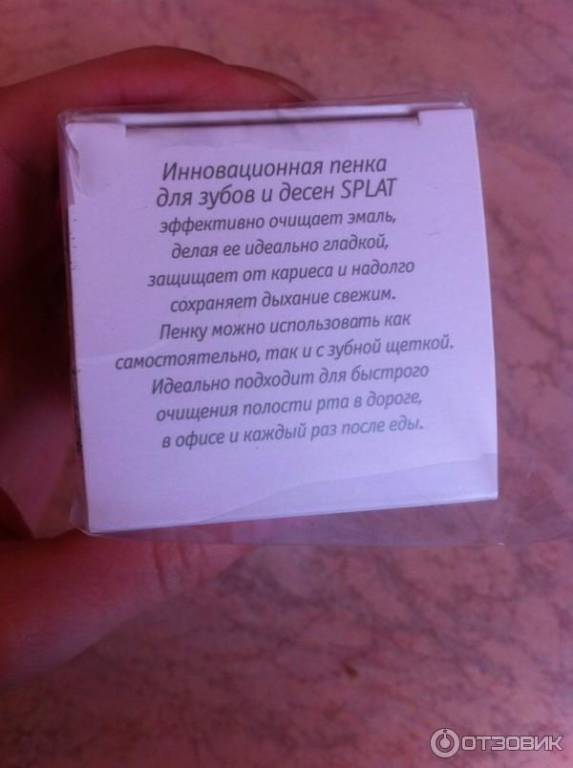 Инновационная пенка
для зубов и десен SPLAT
эффективно очищает эмаль,
делая ее идеально гладкой,
защищает от кариеса и надолго
сохраняет дыхание свежим.
Пенку можно использовать как
самостоятельно, так и с зубной щеткой.
Идеально подходит для быстрого
очищения полости рта в дороге,
в офисе и каждый раз после еды.
ОТЗОВИК